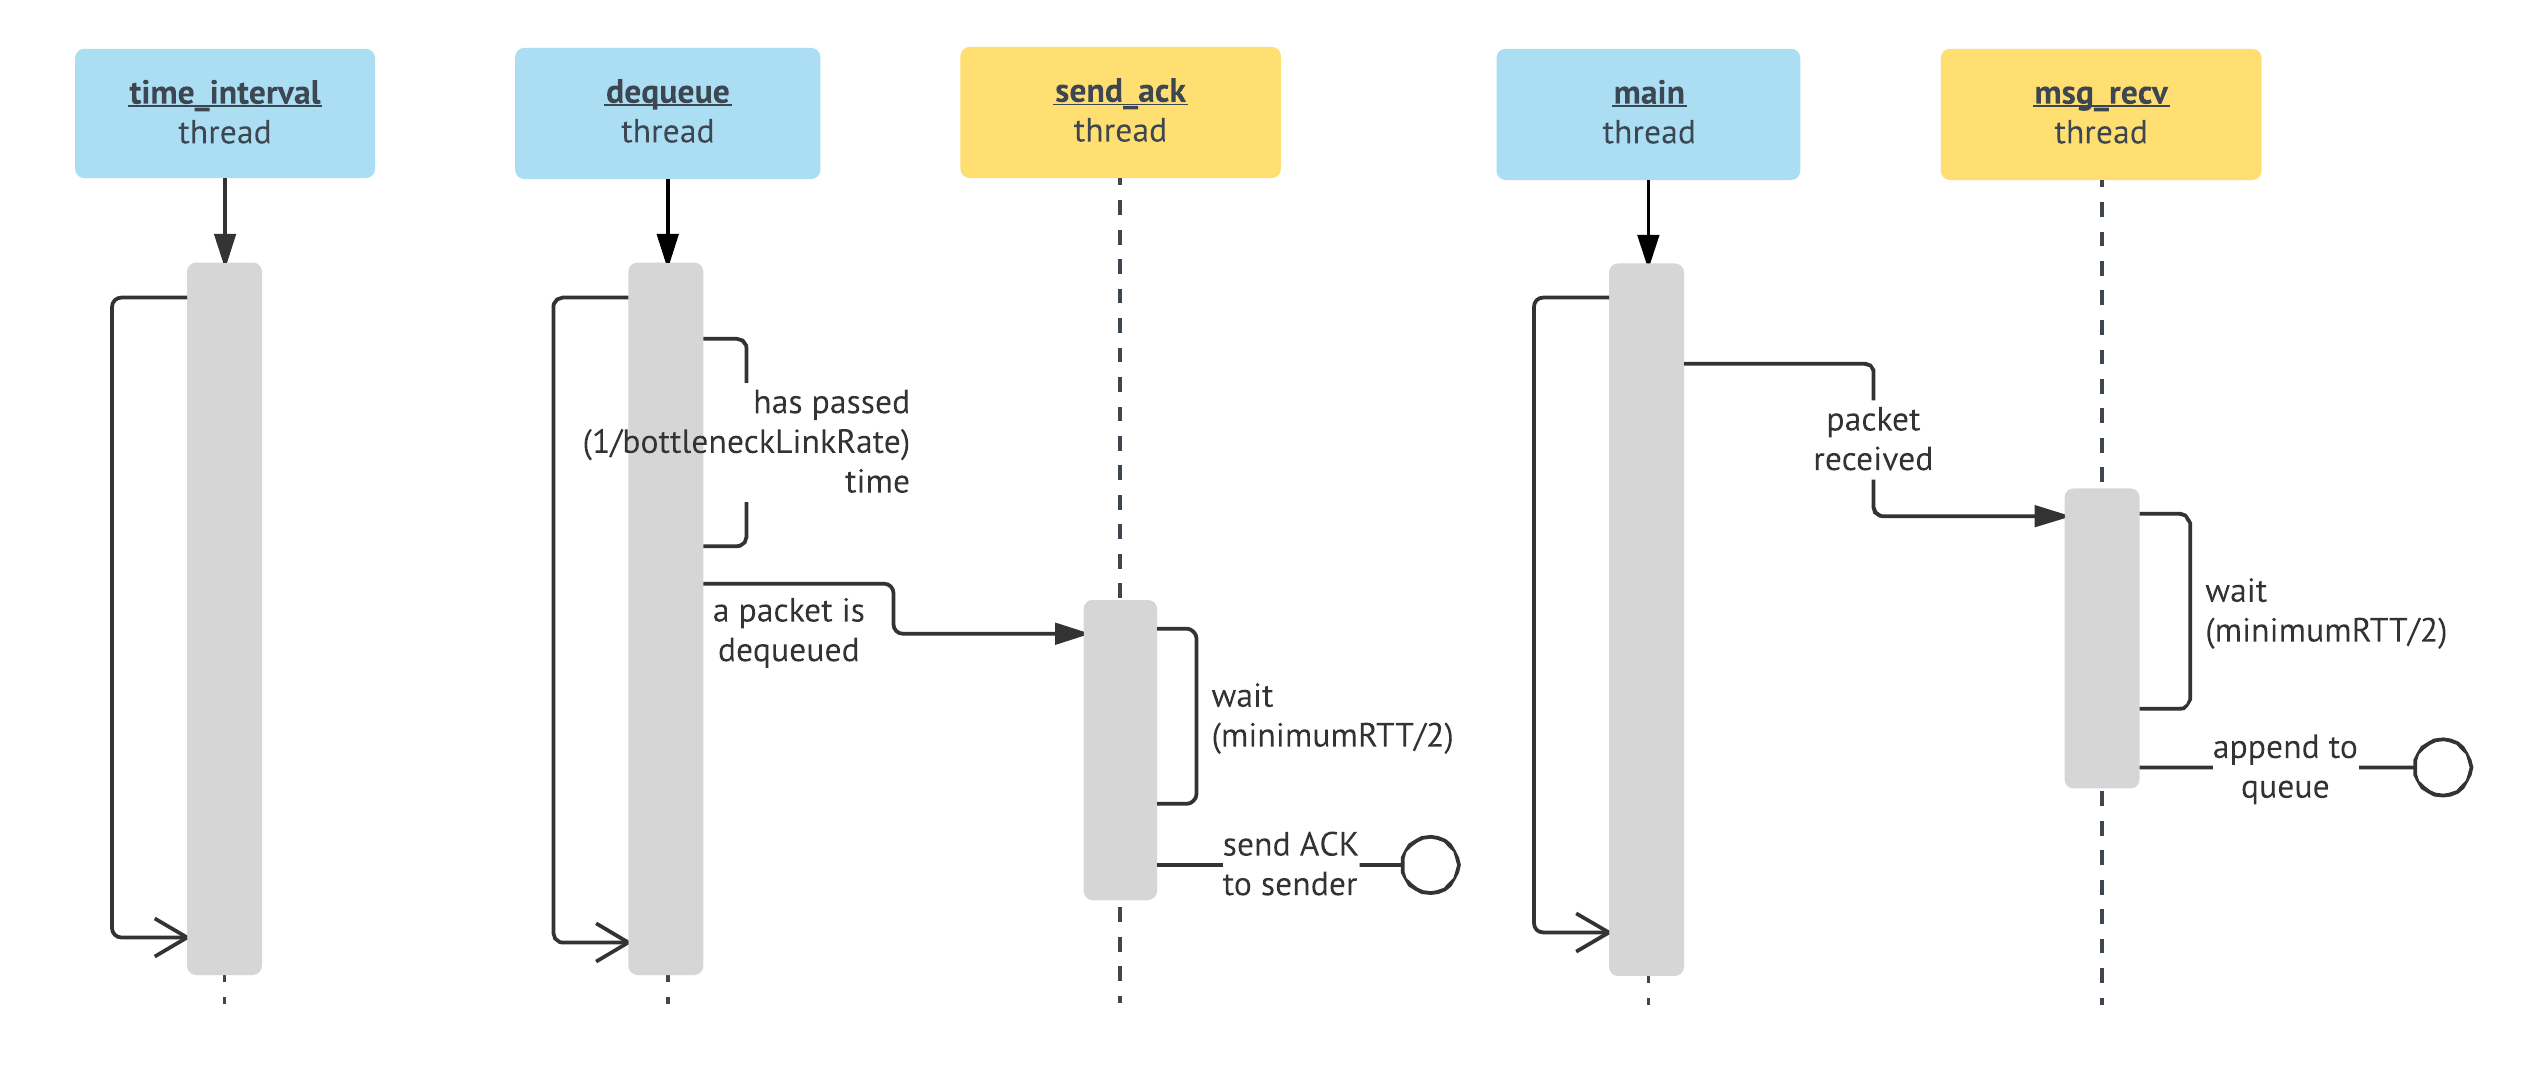 time_interval
thread
dequeue
thread
send_ack
thread
main
thread
msg_recv
thread
has passed
(1/bottleneckLinkRate)
time
a packet is
dequeued
wait
(minimumRTT/2)
send ACK
to sender
packet
received
wait
(minimumRTT/2)
append to
queue